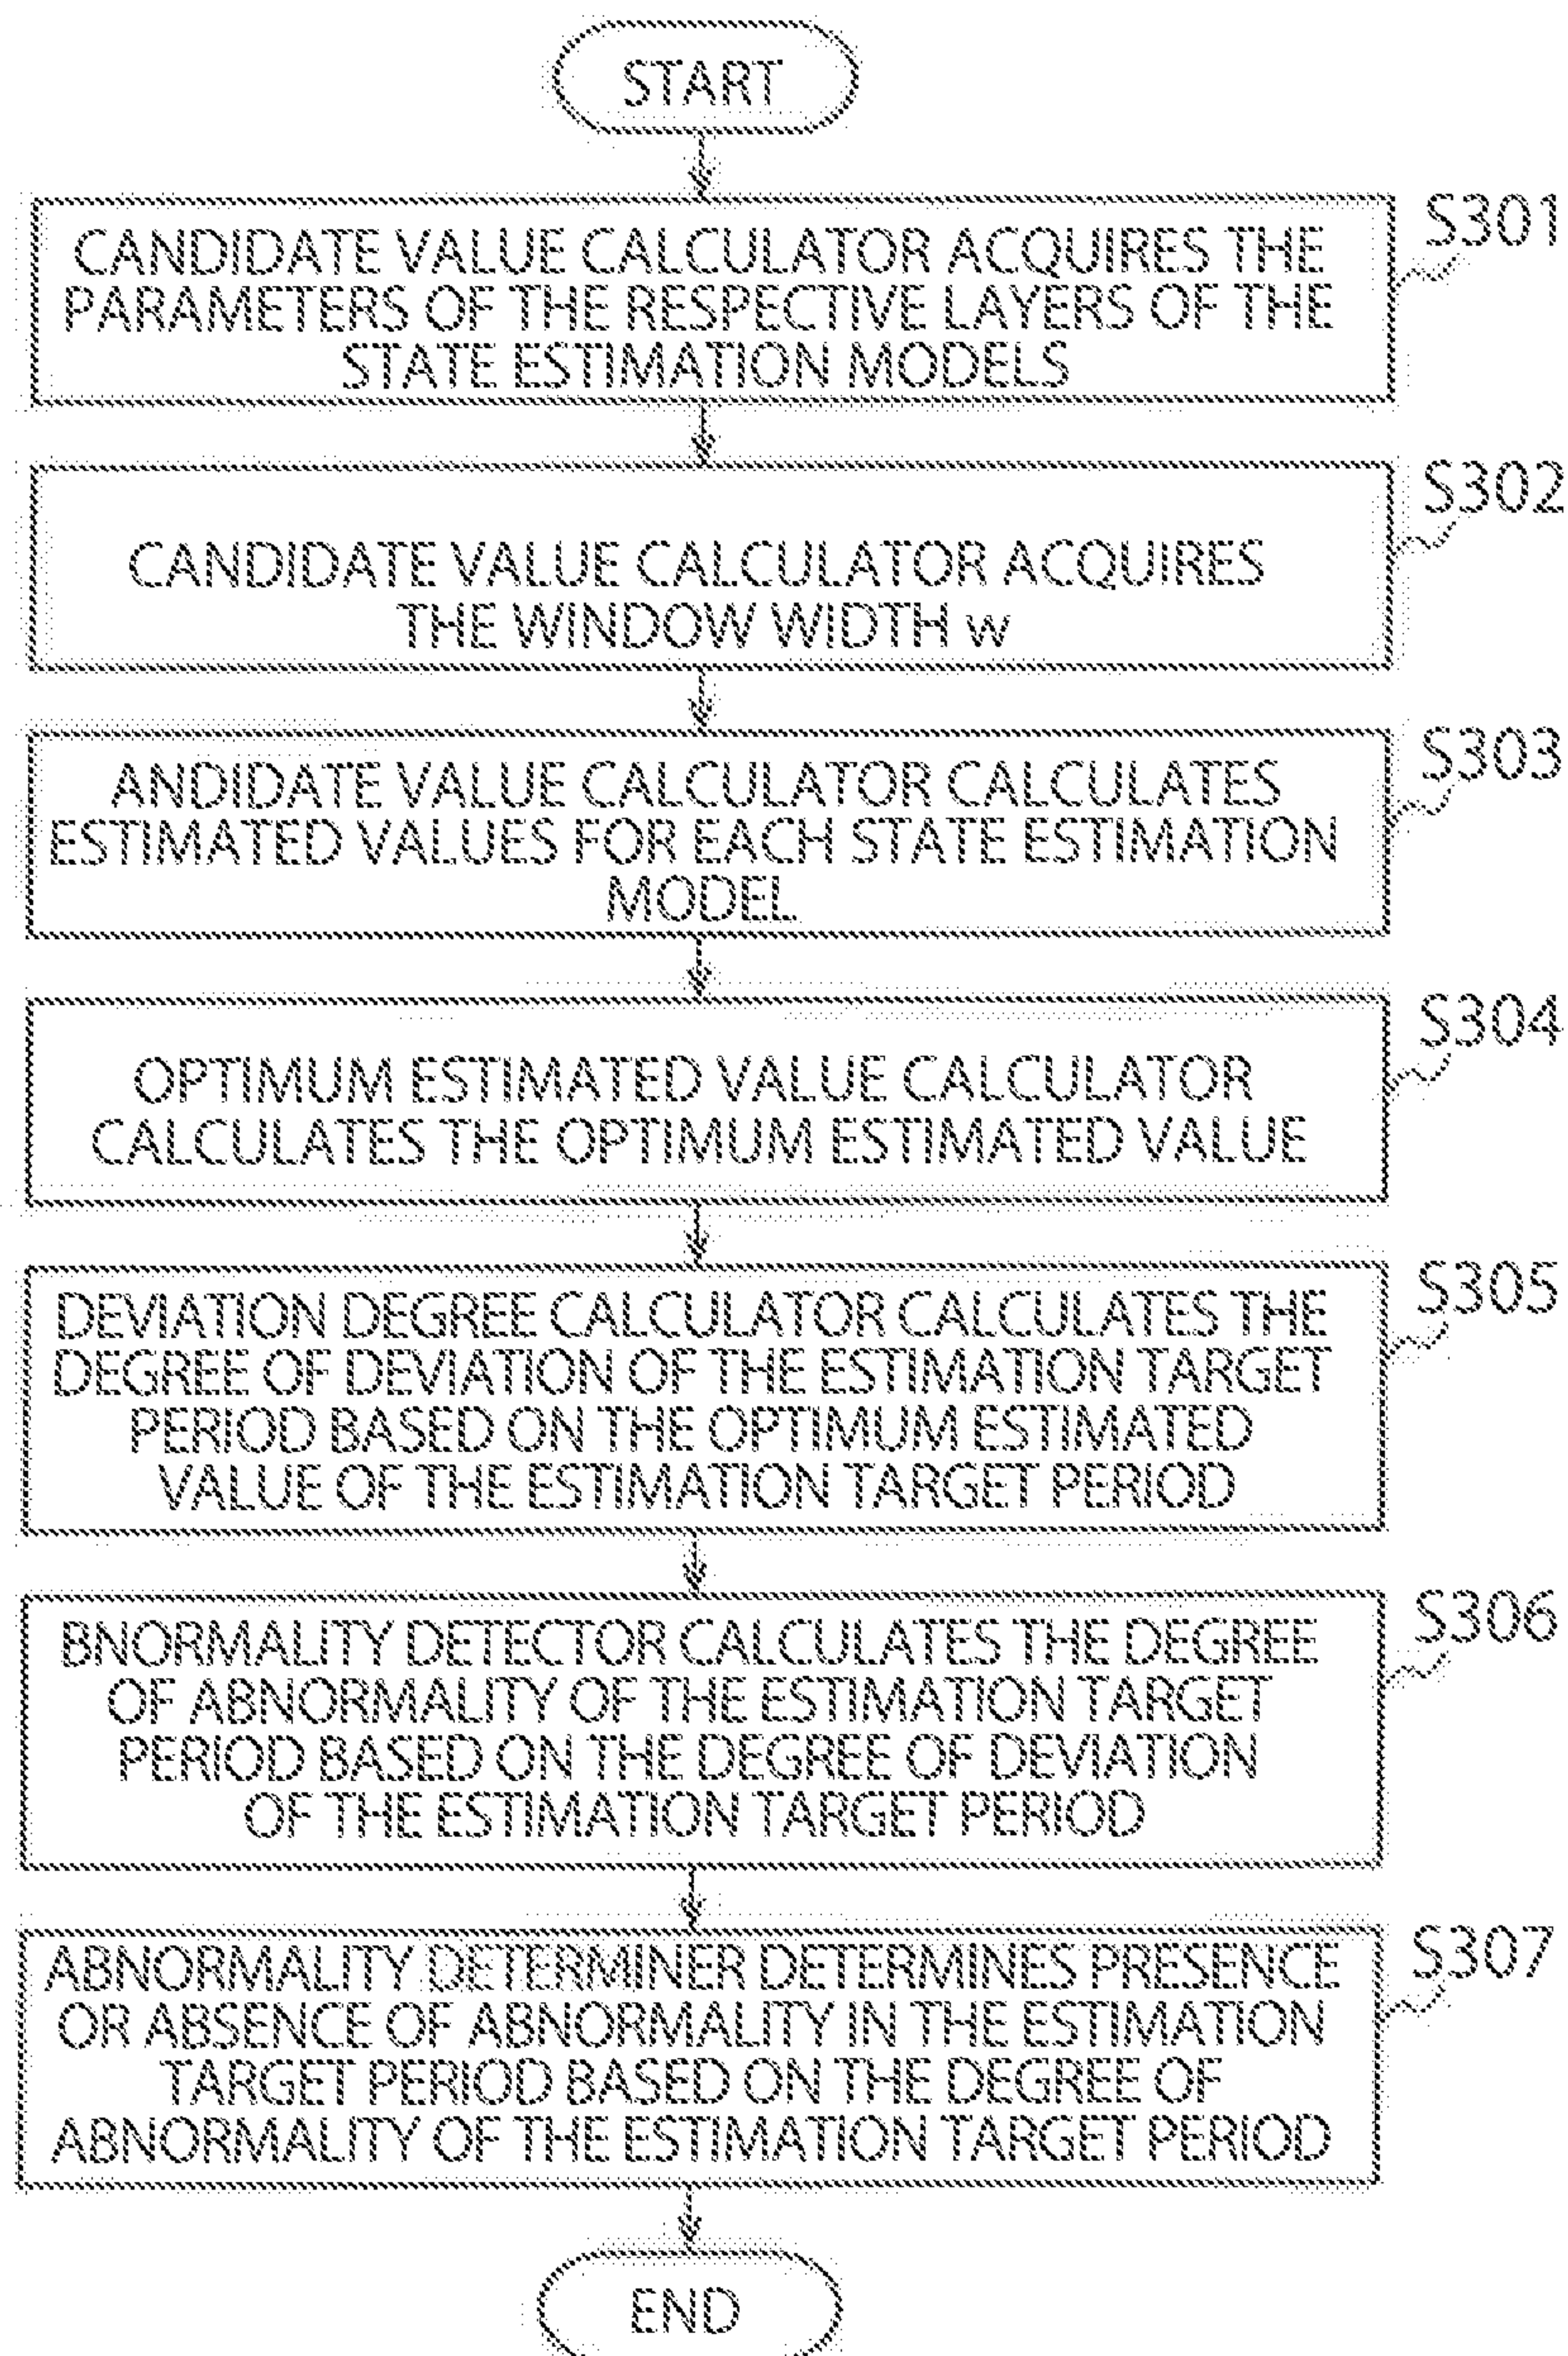 START
S301
CANDIDATE VALUE CALCULATOR ACQUIRES THE
PARAMETERS OF THE RESPECTIVE LAYERS OF THE
STATE ESTIMATION MODELS
S302
CANDIDATE VALUE CALCULATOR ACQUIRES
THE WINDOW WIDTH w
S303
ANDIDATE VALUE CALCULATOR CALCULATES
ESTIMATED VALUES FOR EACH STATE ESTIMATION
MODEL
S304
OPTIMUM ESTIMATED VALUE CALCULATOR
CALCULATES THE OPTIMUM ESTIMATED VALUE
S305
DEVIATION DEGREE CALCULATOR CALCULATES THE
DEGREE OF DEVIATION OF THE ESTIMATION TARGET
PERIOD BASED ON THE OPTIMUM ESTIMATED
VALUE OF THE ESTIMATION TARGET PERIOD
S306
BNORMALITY DETECTOR CALCULATES THE DEGREE
OF ABNORMALITY OF THE ESTIMATION TARGET
PERIOD BASED ON THE DEGREE OF DEVIATION
OF THE ESTIMATION TARGET PERIOD
S307
ABNORMALITY DETERMINER DETERMINES PRESENCE
OR ABSENCE OF ABNORMALITY IN THE ESTIMATION
TARGET PERIOD BASED ON THE DEGREE OF
ABNORMALITY OF THE ESTIMATION TARGET PERIOD
END